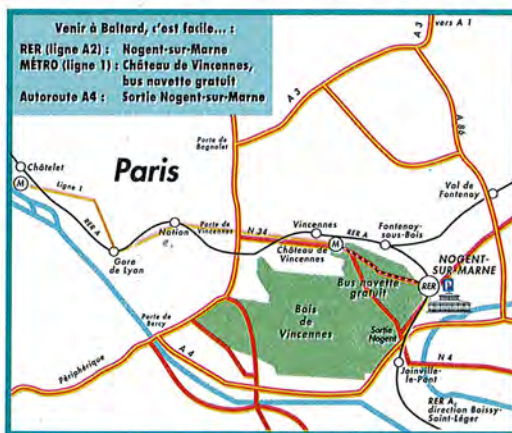 Venir à Baltard, c'est facile... :
RER (ligne A2) : Nogent-sur-Marne
MÉTRO (ligne 1) : Château de Vincennes,
bus navette gratuit
Autoroute A4 : Sortie Nogent-sur-Marne
A 3
vers A 1
A 3
A 86
Porte de
Bagnolet
Paris
Châtelet
M
Ligne 1
RER A
Nation
Porte de
Vincennes
N 34
Vincennes
RER A
Fontenay-
sous-Bois
Val de
Fontenay
Gare
de Lyon
M
Château de
Vincennes
NOGENT-
SUR-MARNE
RER
P
Bus navette
gratuit
Bois
de
Vincennes
Porte de
Bercy
Sortie
Nogent
Périphérique
A 4
N 4
Joinville-
le-Pont
RER A,
direction Boissy-
Saint-Léger